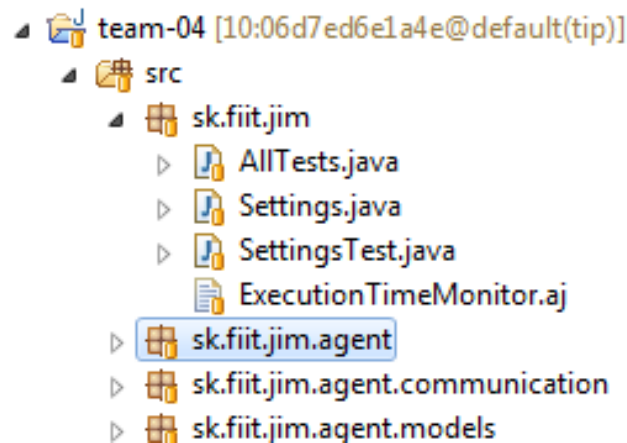 team-04 [10:06d7ed6e1a4e@default(tip)]
src
sk.fiit.jim
AllTests.java
Settings.java
SettingsTest.java
ExecutionTimeMonitor.aj
sk.fiit.jim.agent
sk.fiit.jim.agent.communication
sk.fiit.jim.agent.models